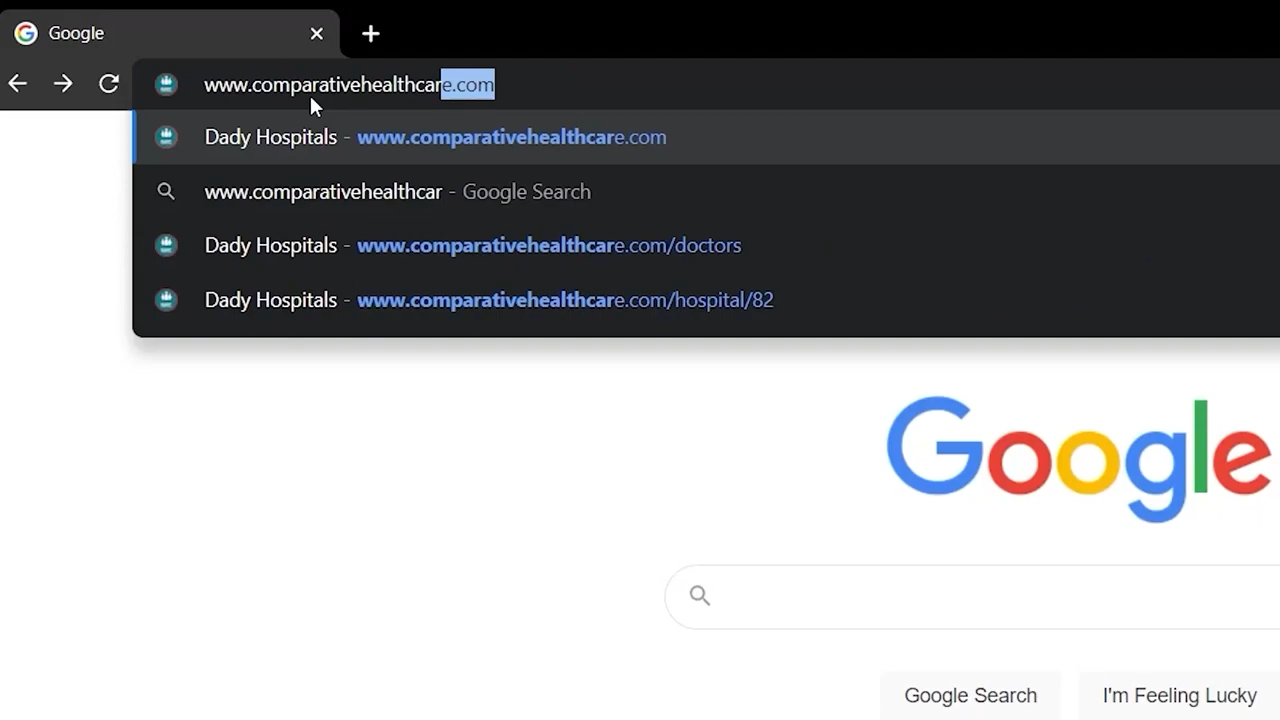 Google
www.comparativehealthcare.com
Dady Hospitals - www.comparativehealthcare.com
www.comparativehealthcar - Google Search
Dady Hospitals - www.comparativehealthcare.com/doctors
Dady Hospitals - www.comparativehealthcare.com/hospital/82
Google
Google Search I'm Feeling Lucky